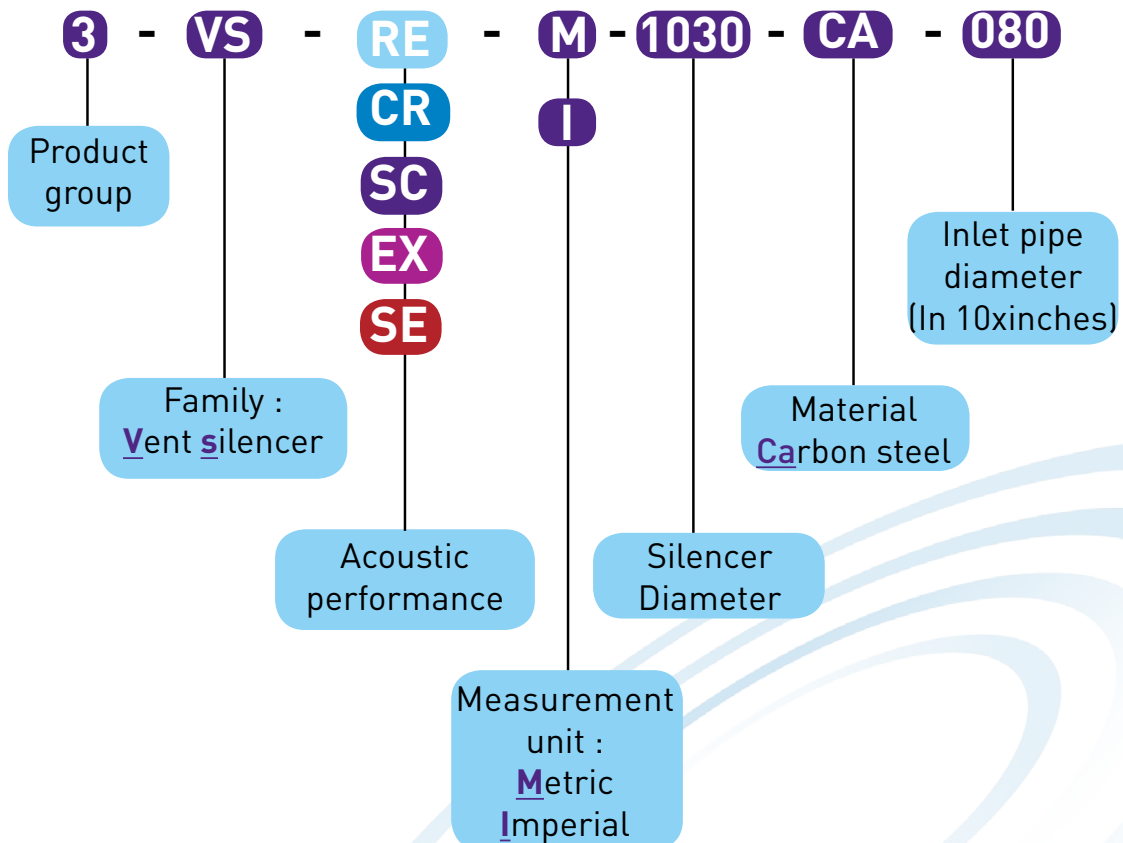 3 - VS - RE - M - 1030 - CA - 080
CR
I
SC
EX
SE
Product
group
Inlet pipe
diameter
(In 10xinches)
Family :
Vent silencer
Material
Carbon steel
Acoustic
performance
Silencer
Diameter
Measurement
unit :
Metric
Imperial